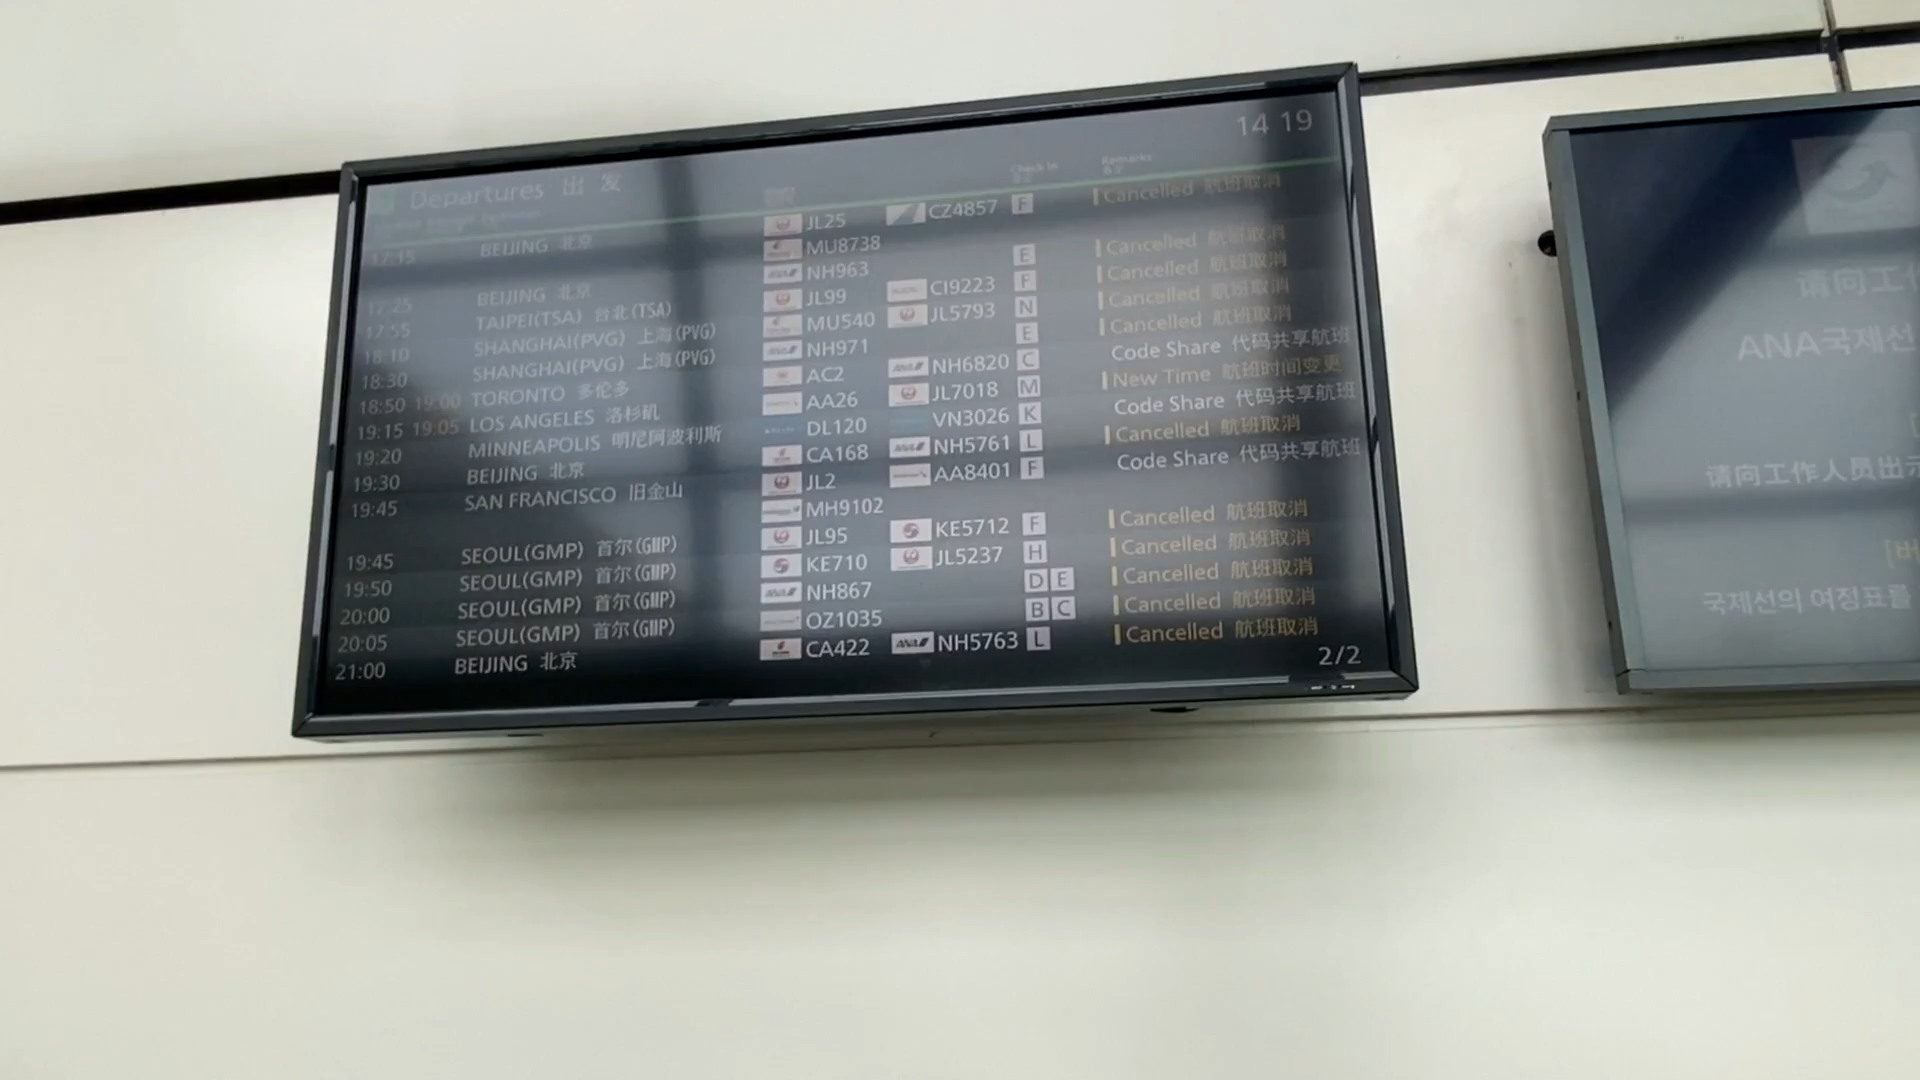 14 19
Departures 出 发
Check In Remarks
17:15 BEIJING 北京 JL25 CZ4857 F Cancelled 航班取消
MU8738
17:25 BEIJING 北京 NH963 E Cancelled 航班取消
17:55 TAIPEI(TSA) 台北(TSA) JL99 CI9223 F Cancelled 航班取消
18:10 SHANGHAI(PVG) 上海(PVG) MU540 JL5793 N Cancelled 航班取消
18:30 SHANGHAI(PVG) 上海(PVG) NH971 E Cancelled 航班取消
18:50 19:00 TORONTO 多伦多 AC2 NH6820 C Code Share 代码共享航班
19:15 19:05 LOS ANGELES 洛杉矶 AA26 JL7018 M New Time 航班时间变更
19:20 MINNEAPOLIS 明尼阿波利斯 DL120 VN3026 K Code Share 代码共享航班
19:30 BEIJING 北京 CA168 NH5761 L Cancelled 航班取消
19:45 SAN FRANCISCO 旧金山 JL2 AA8401 F Code Share 代码共享航班
MH9102
19:45 SEOUL(GMP) 首尔(GMP) JL95 KE5712 F Cancelled 航班取消
19:50 SEOUL(GMP) 首尔(GMP) KE710 JL5237 H Cancelled 航班取消
20:00 SEOUL(GMP) 首尔(GMP) NH867 D E Cancelled 航班取消
20:05 SEOUL(GMP) 首尔(GMP) OZ1035 B C Cancelled 航班取消
21:00 BEIJING 北京 CA422 NH5763 L Cancelled 航班取消
2/2
请向工
ANA国际线
请向工作人员出示
국제선의 여정표를